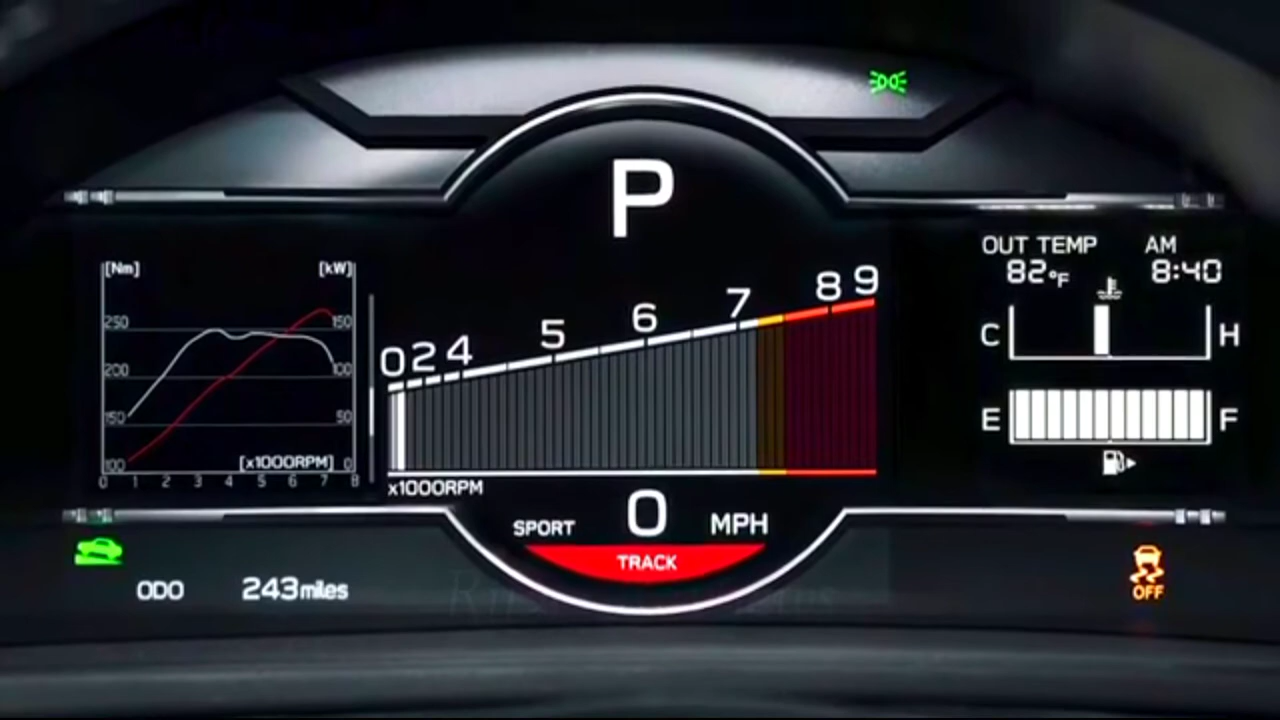 P
OUT TEMP AM
82°F 8:40
[Nm] [kW]
250 150
200 100
150 50
100 [x1000RPM] 0
0 1 2 3 4 5 6 7 8
0 2 4 5 6 7 8 9
x1000RPM
C H
E F
SPORT 0 MPH
TRACK
ODO 243 miles
OFF